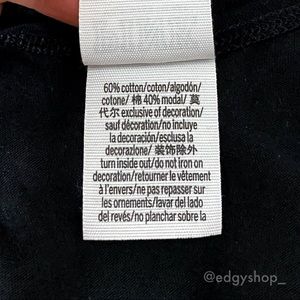 60% cotton/coton/algodón/
cotone/ 棉 40% modal/ 莫
代尔 exclusive of decoration/
sauf décoration/no incluye
la decoración/esclusa la
decorazione/ 装饰除外
turn inside out/do not iron on
decoration/retourner le vêtement
à l'envers/ne pas repasser sur
les ornements/lavar del lado
del revés/no planchar sobre la
@edgyshop_